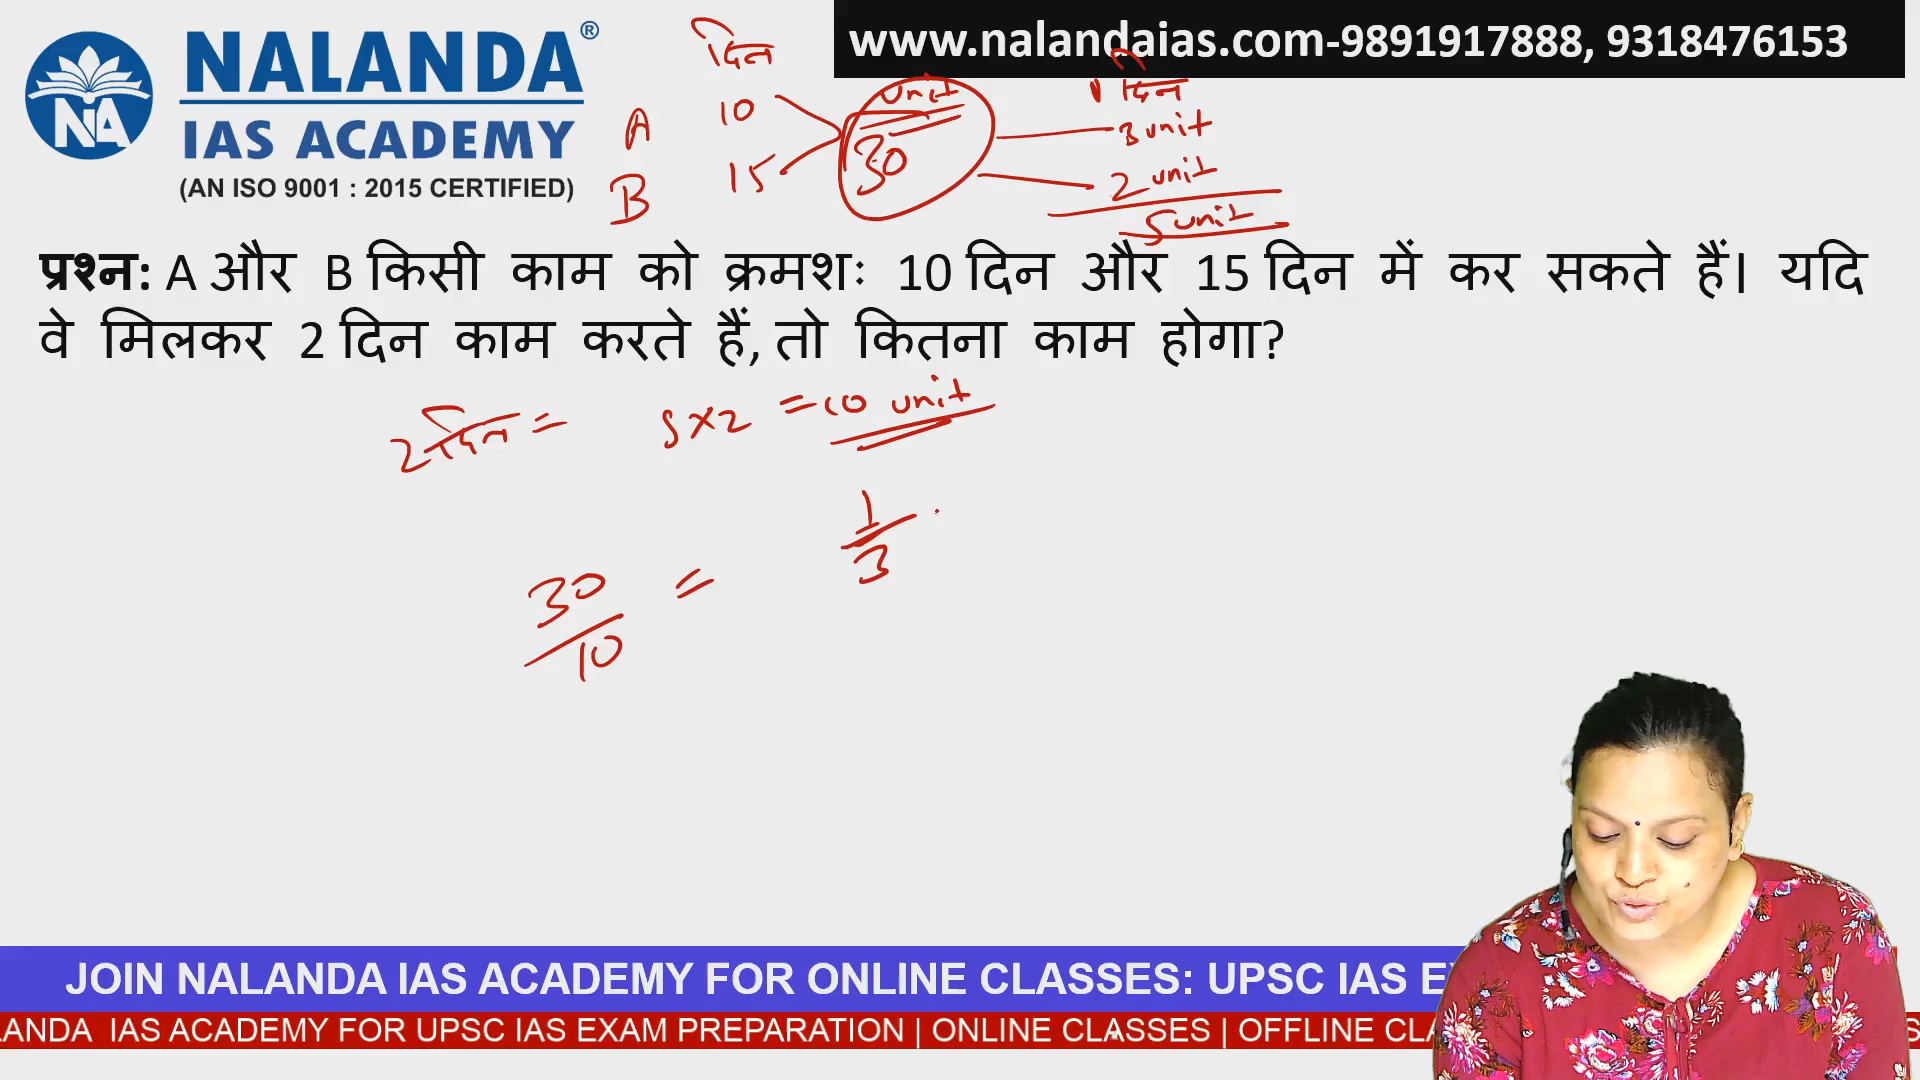 NALANDA®
IAS ACADEMY
(AN ISO 9001 : 2015 CERTIFIED)
NA
www.nalandaias.com-9891917888, 9318476153
दिन
A 10
B 15
unit
30
1 दिन
3 unit
2 unit
5 unit
प्रश्न: A और B किसी काम को क्रमशः 10 दिन और 15 दिन में कर सकते हैं। यदि
वे मिलकर 2 दिन काम करते हैं, तो कितना काम होगा?
2 दिन = 5 x 2 = 10 unit
30/10 = 1/3
JOIN NALANDA IAS ACADEMY FOR ONLINE CLASSES: UPSC IAS E
LANDA IAS ACADEMY FOR UPSC IAS EXAM PREPARATION | ONLINE CLASSES | OFFLINE CLA